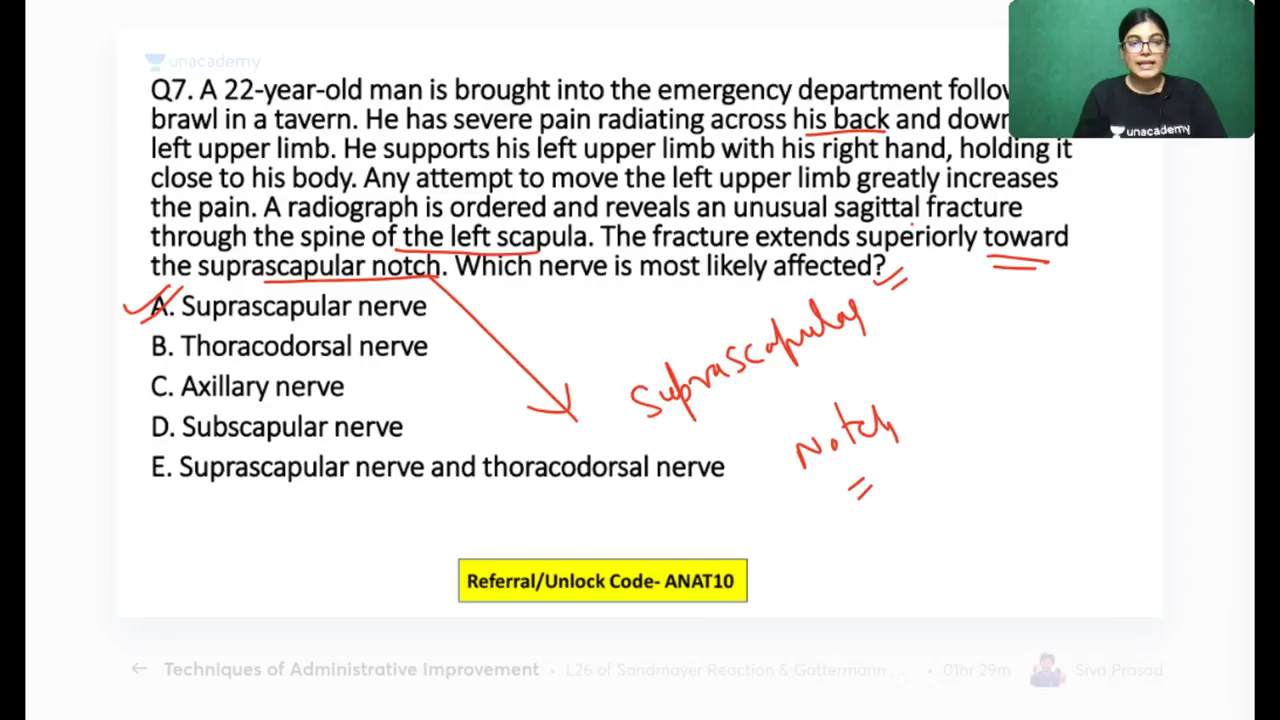 unacademy
Q7. A 22-year-old man is brought into the emergency department follow
brawl in a tavern. He has severe pain radiating across his back and down
left upper limb. He supports his left upper limb with his right hand, holding it
close to his body. Any attempt to move the left upper limb greatly increases
the pain. A radiograph is ordered and reveals an unusual sagittal fracture
through the spine of the left scapula. The fracture extends superiorly toward
the suprascapular notch. Which nerve is most likely affected?
A. Suprascapular nerve
B. Thoracodorsal nerve
C. Axillary nerve
D. Subscapular nerve
E. Suprascapular nerve and thoracodorsal nerve
Suprascapular
Notch
Referral/Unlock Code- ANAT10
unacademy
← Techniques of Administrative Improvement • L26 of Sandmayer Reaction & Gattermann ... • 01hr 29m Siva Prasad